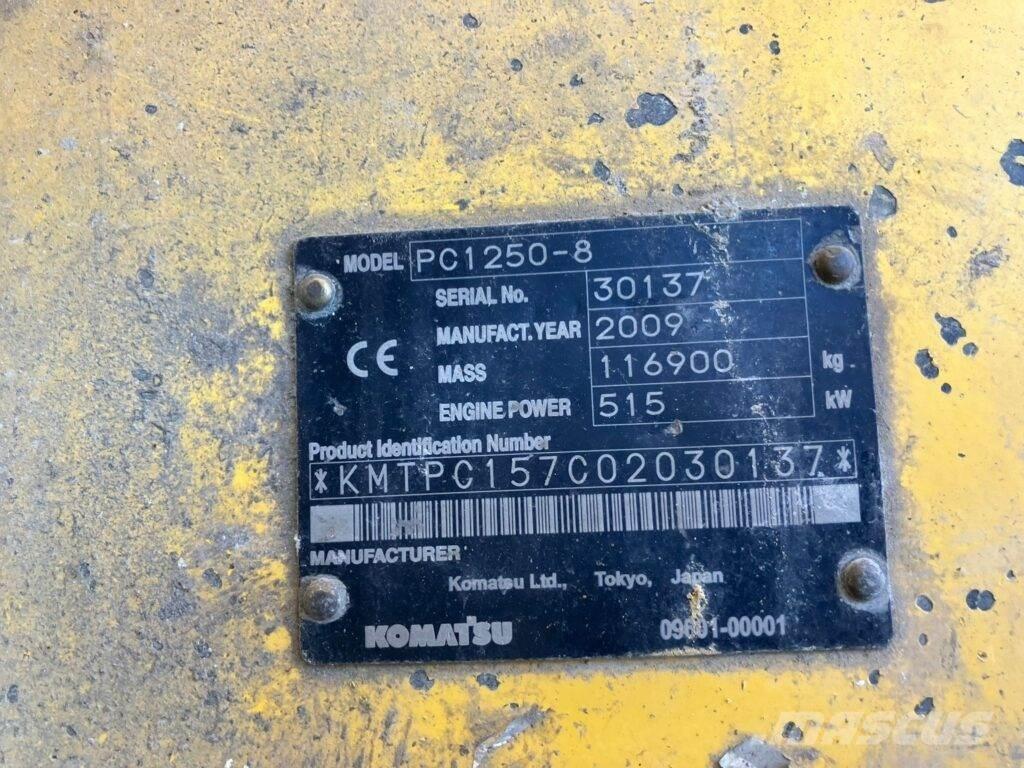 MODEL PC1250-8
SERIAL No. 30137
MANUFACT. YEAR 2009
CE
MASS 116900 kg
ENGINE POWER 515 kW
Product Identification Number
*KMTPC157C02030137*
MANUFACTURER
Komatsu Ltd., Tokyo, Japan
KOMATSU 09601-00001
mascus